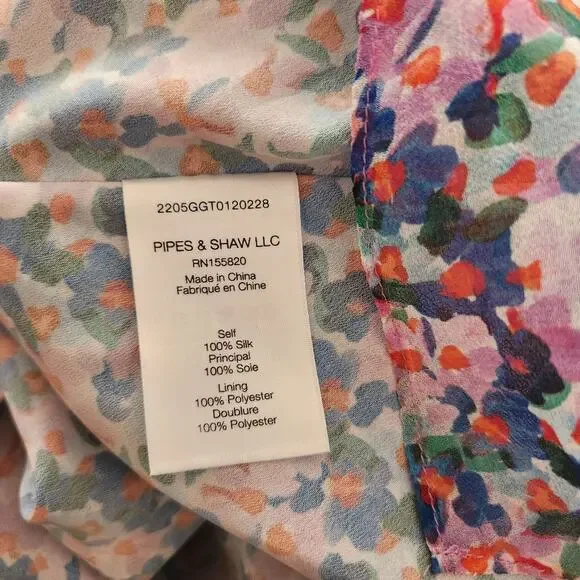 2205GGT0120228
PIPES & SHAW LLC
RN155820
Made in China
Fabriqué en Chine
Self
100% Silk
Principal
100% Soie
Lining
100% Polyester
Doublure
100% Polyester